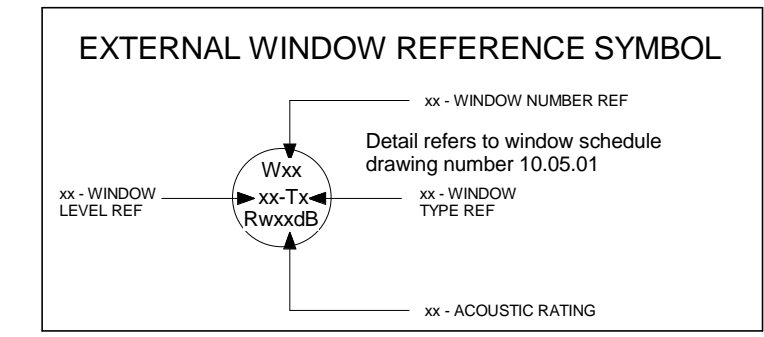 EXTERNAL WINDOW REFERENCE SYMBOL
xx - WINDOW NUMBER REF
Detail refers to window schedule
drawing number 10.05.01
Wxx
xx-Tx
RwxxdB
xx - WINDOW
LEVEL REF
xx - WINDOW
TYPE REF
xx - ACOUSTIC RATING